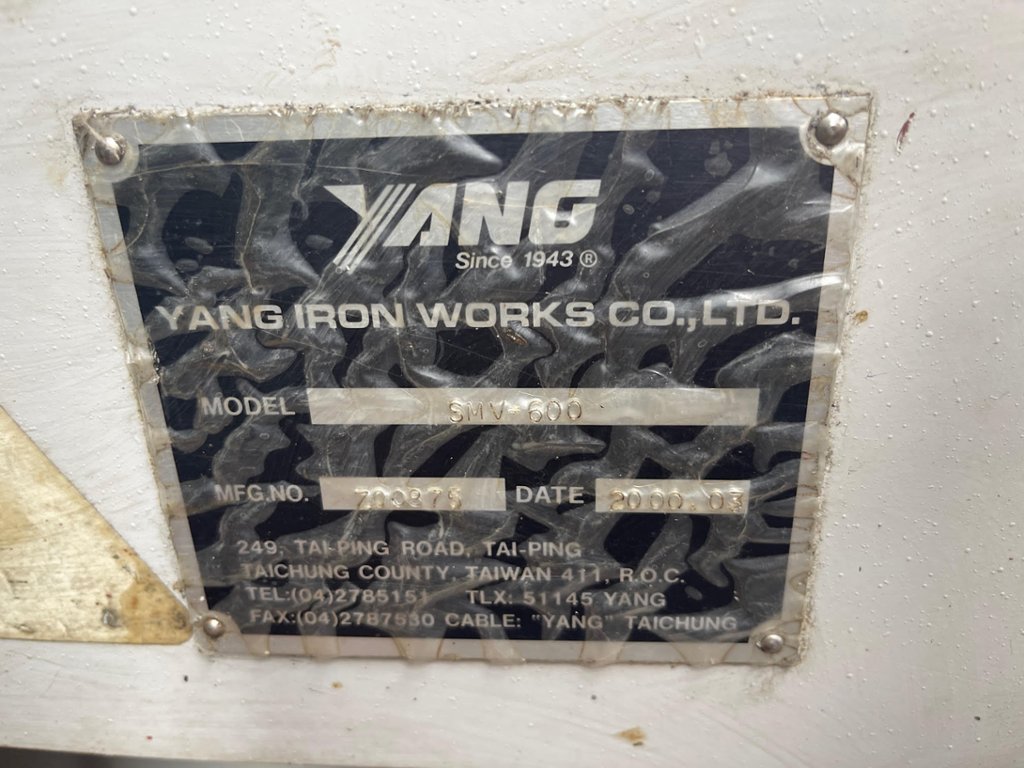 YANG
Since 1943 ®
YANG IRON WORKS CO.,LTD.
MODEL SMV-600
MFG.NO. Z00875 DATE 2000.03
249, TAI-PING ROAD, TAI-PING
TAICHUNG COUNTY, TAIWAN 411, R.O.C.
TEL:(04)2785151 TLX: 51145 YANG
FAX:(04)2787530 CABLE: "YANG" TAICHUNG